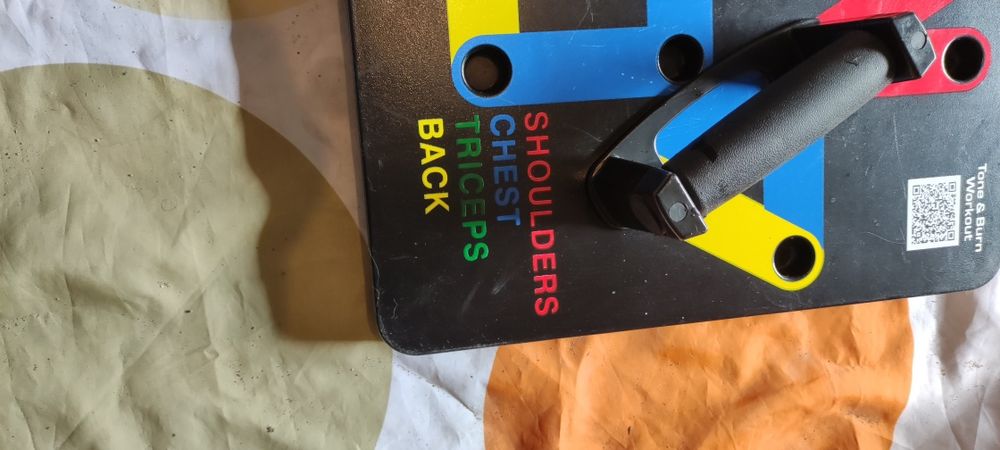 SHOULDERS
CHEST
TRICEPS
BACK
Tone & Burn
Workout